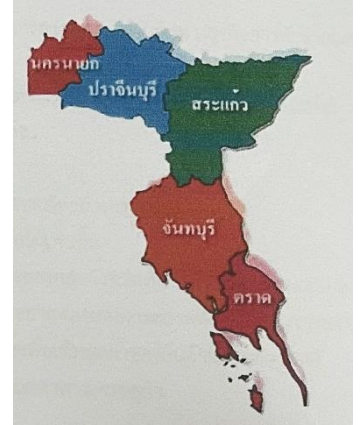 นครนายก
ปราจีนบุรี
สระแก้ว
จันทบุรี
ตราด